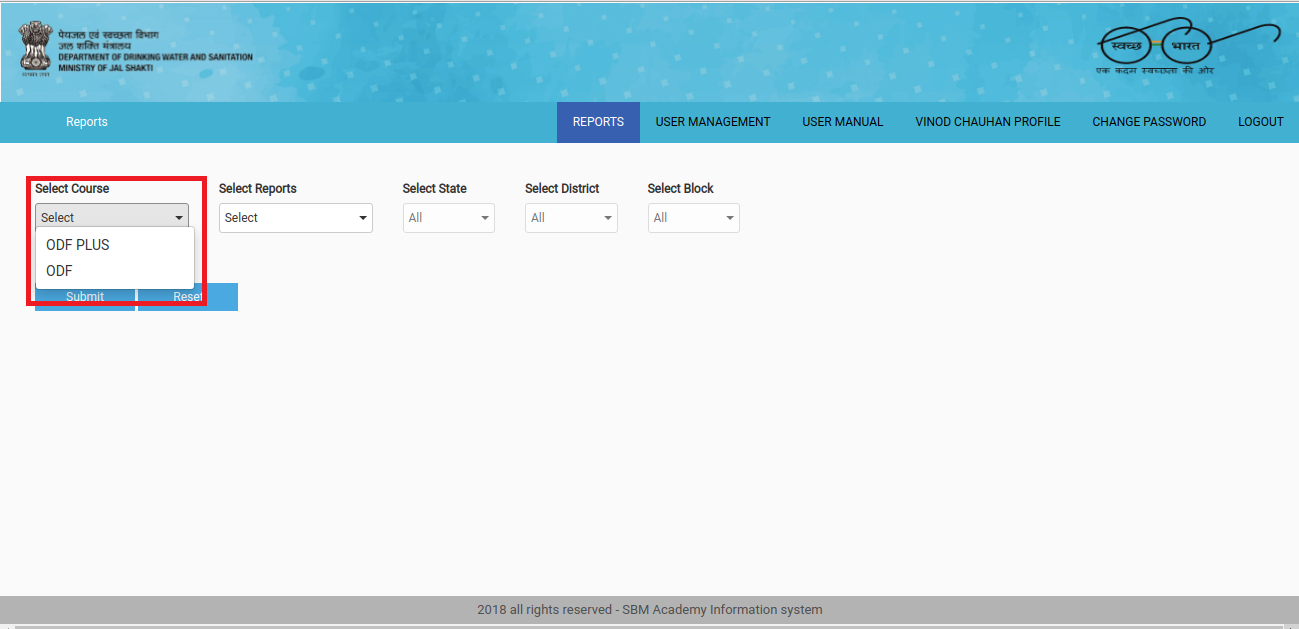 पेयजल एवं स्वच्छता विभाग
जल शक्ति मंत्रालय
DEPARTMENT OF DRINKING WATER AND SANITATION
MINISTRY OF JAL SHAKTI
स्वच्छ भारत
एक कदम स्वच्छता की ओर
Reports
REPORTS USER MANAGEMENT USER MANUAL VINOD CHAUHAN PROFILE CHANGE PASSWORD LOGOUT
Select Course Select Reports Select State Select District Select Block
Select Select All All All
ODF PLUS
ODF
Submit Reset
2018 all rights reserved - SBM Academy Information system